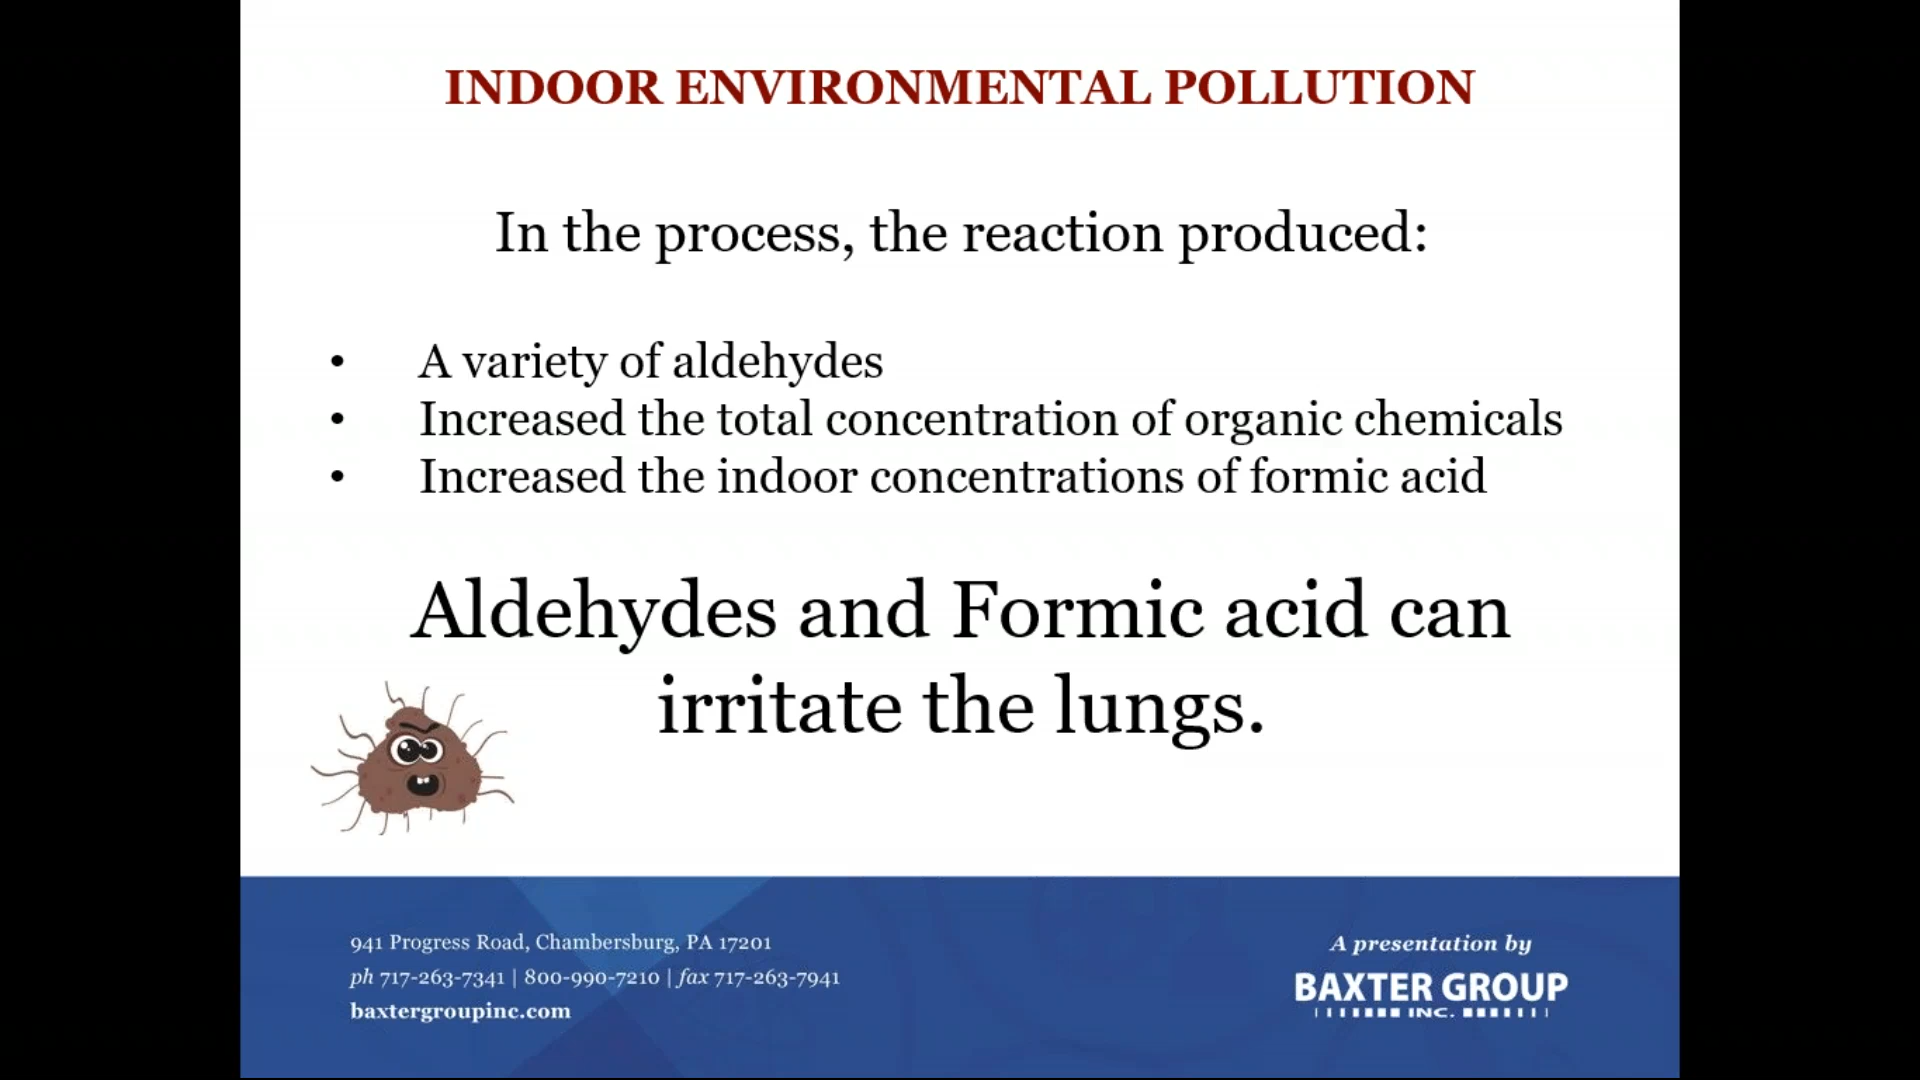 INDOOR ENVIRONMENTAL POLLUTION
In the process, the reaction produced:
• A variety of aldehydes
• Increased the total concentration of organic chemicals
• Increased the indoor concentrations of formic acid
Aldehydes and Formic acid can
irritate the lungs.
941 Progress Road, Chambersburg, PA 17201
ph 717-263-7341 | 800-990-7210 | fax 717-263-7941
baxtergroupinc.com
A presentation by
BAXTER GROUP
INC.